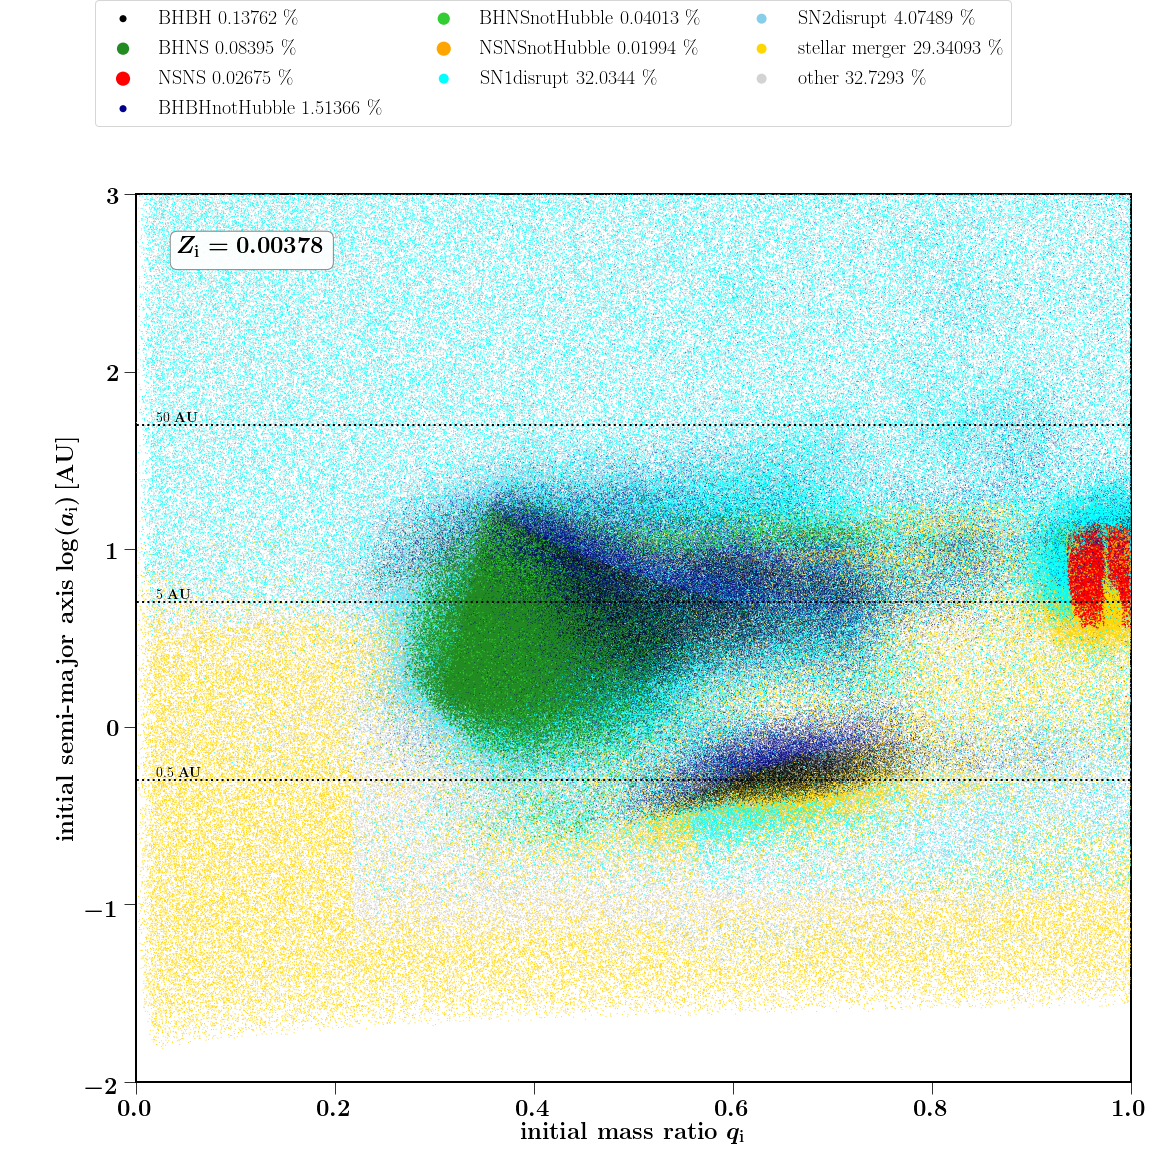 BHBH 0.13762 %
BHNS 0.08395 %
NSNS 0.02675 %
BHBHnotHubble 1.51366 %
BHNSnotHubble 0.04013 %
NSNSnotHubble 0.01994 %
SN1disrupt 32.0344 %
SN2disrupt 4.07489 %
stellar merger 29.34093 %
other 32.7293 %
Zi = 0.00378
50 AU
5 AU
0.5 AU
3
2
1
0
−1
−2
initial semi-major axis log(ai) [AU]
0.0 0.2 0.4 0.6 0.8 1.0
initial mass ratio qi